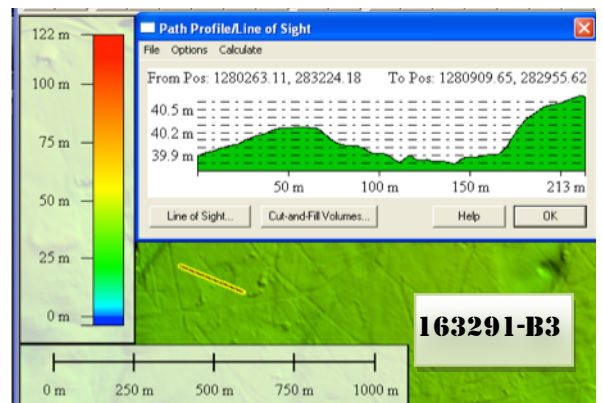 122 m
100 m
75 m
50 m
25 m
0 m
Path Profile/Line of Sight
File Options Calculate
From Pos: 1280263.11, 283224.18 To Pos: 1280909.65, 282955.62
40.5 m
40.2 m
39.9 m
50 m 100 m 150 m 213 m
Line of Sight... Cut-and-Fill Volumes... Help OK
163291-B3
0 m 250 m 500 m 750 m 1000 m